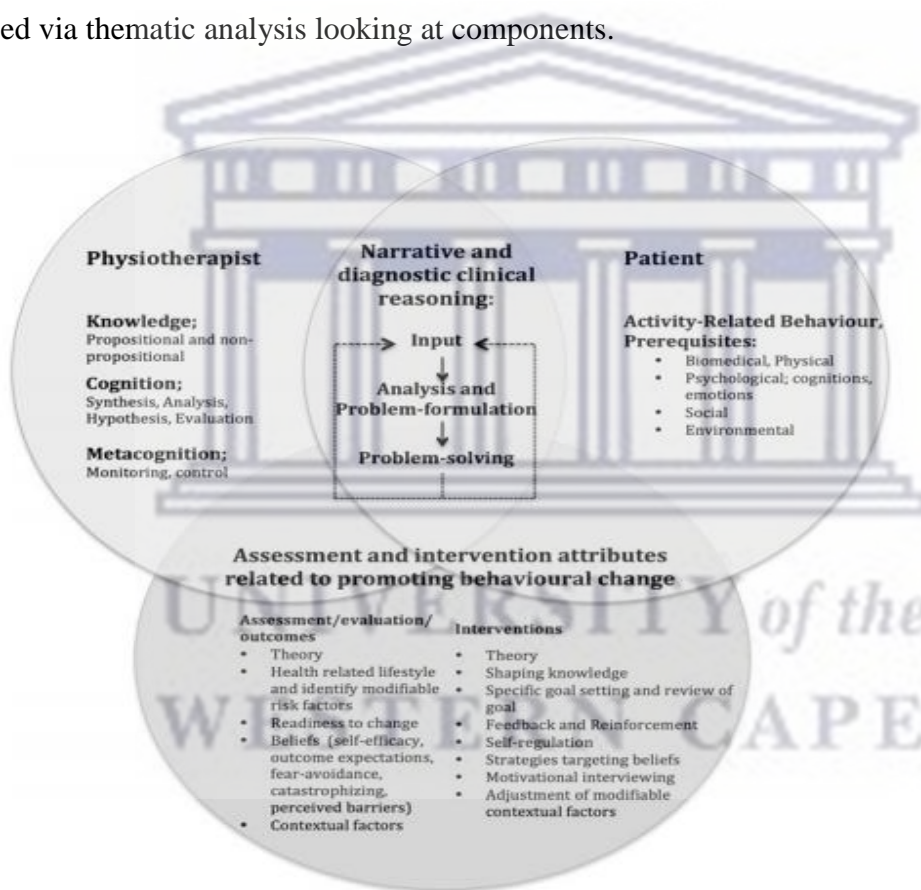 ed via thematic analysis looking at components.
Physiotherapist
Knowledge;
Propositional and non-
propositional
Cognition;
Synthesis, Analysis,
Hypothesis, Evaluation
Metacognition;
Monitoring, control
Narrative and
diagnostic clinical
reasoning:
Input
Analysis and
Problem-formulation
Problem-solving
Patient
Activity-Related Behaviour,
Prerequisites:
• Biomedical, Physical
• Psychological; cognitions,
emotions
• Social
• Environmental
Assessment and intervention attributes
related to promoting behavioural change
Assessment/evaluation/
outcomes
• Theory
• Health related lifestyle
and identify modifiable
risk factors
• Readiness to change
• Beliefs (self-efficacy,
outcome expectations,
fear-avoidance,
catastrophizing,
perceived barriers)
• Contextual factors
Interventions
• Theory
• Shaping knowledge
• Specific goal setting and review of
goal
• Feedback and Reinforcement
• Self-regulation
• Strategies targeting beliefs
• Motivational interviewing
• Adjustment of modifiable
contextual factors
UNIVERSITY of the
WESTERN CAPE